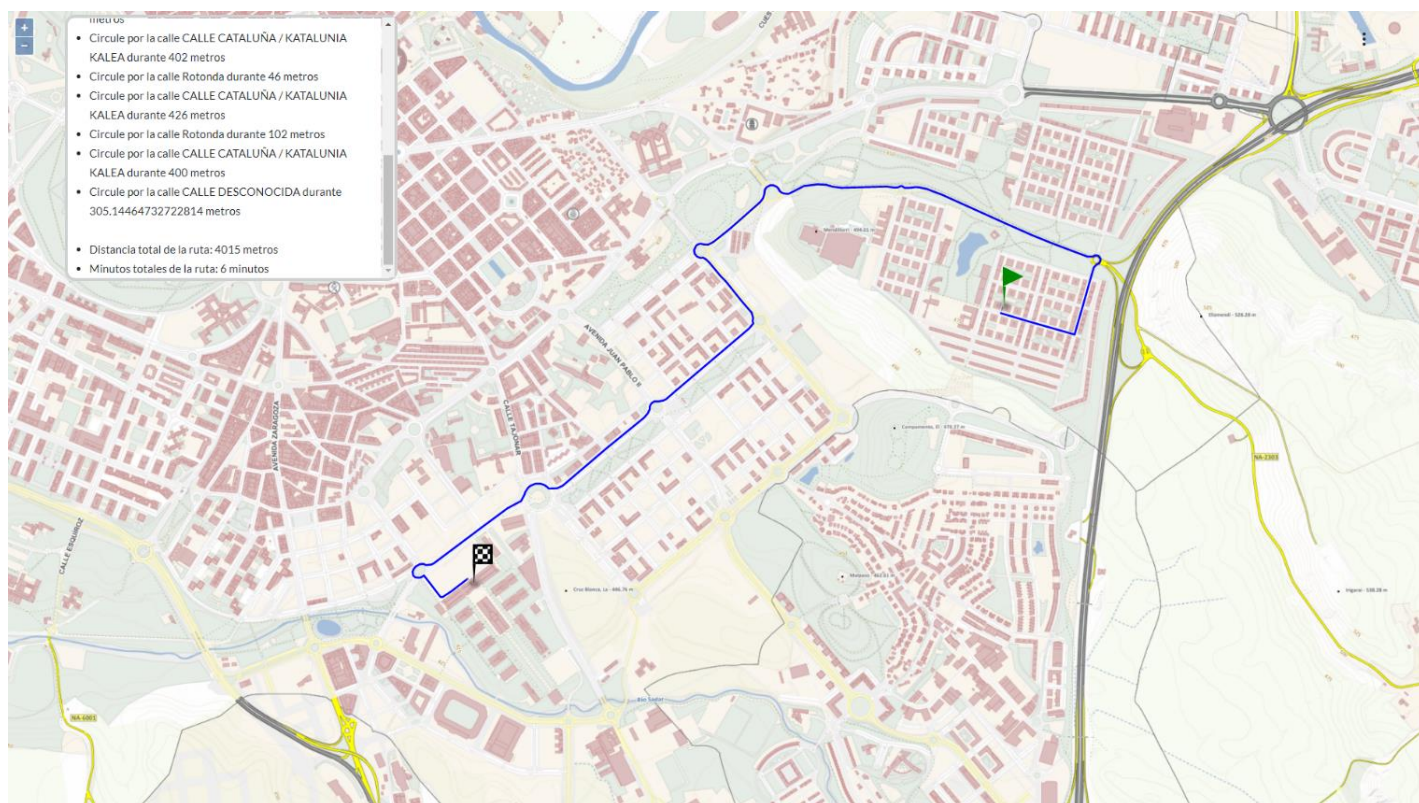 +
−
metros
• Circule por la calle CALLE CATALUÑA / KATALUNIA
KALEA durante 402 metros
• Circule por la calle Rotonda durante 46 metros
• Circule por la calle CALLE CATALUÑA / KATALUNIA
KALEA durante 426 metros
• Circule por la calle Rotonda durante 102 metros
• Circule por la calle CALLE CATALUÑA / KATALUNIA
KALEA durante 400 metros
• Circule por la calle CALLE DESCONOCIDA durante
305.14464732722814 metros
• Distancia total de la ruta: 4015 metros
• Minutos totales de la ruta: 6 minutos
AVENIDA JUAN PABLO II
CALLE TAJONAR
AVENIDA ZARAGOZA
CALLE ESQUIROZ
NA-2303
NA-6001
Río Sadar